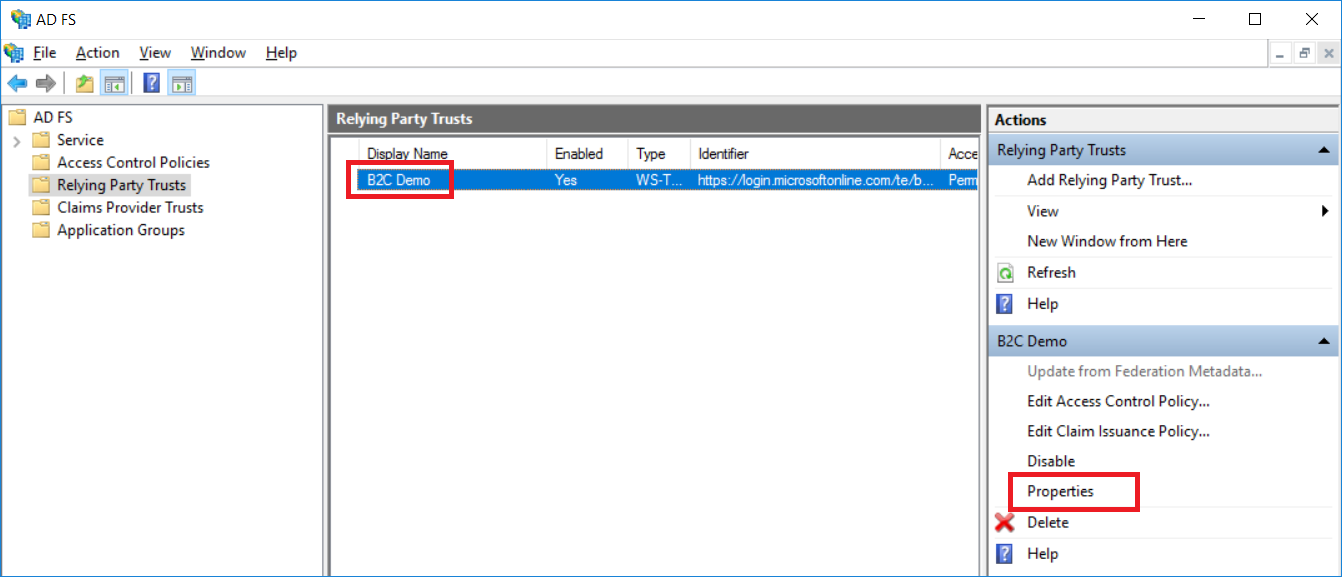 AD FS
File Action View Window Help
AD FS
Service
Access Control Policies
Relying Party Trusts
Claims Provider Trusts
Application Groups
Relying Party Trusts
Display Name Enabled Type Identifier Acce
B2C Demo Yes WS-T... https://login.microsoftonline.com/te/b... Perm
Actions
Relying Party Trusts
Add Relying Party Trust...
View
New Window from Here
Refresh
Help
B2C Demo
Update from Federation Metadata...
Edit Access Control Policy...
Edit Claim Issuance Policy...
Disable
Properties
Delete
Help